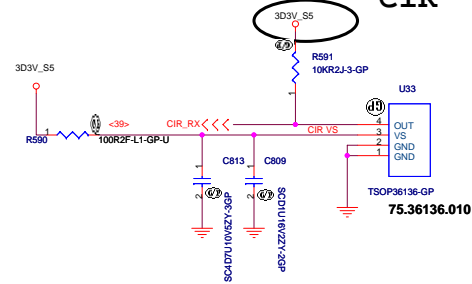 CIR
3D3V_S5
3D3V_S5
R591
10KR2J-3-GP
1
U33
<39>
CIR_RX
CIR VS
R590
1
100R2F-L1-GP-U
4
3
2
1
OUT
VS
GND
GND
C813
C809
1
1
2
2
SC4D7U10V5ZY-3GP
SCD1U16V2ZY-2GP
TSOP36136-GP
75.36136.010